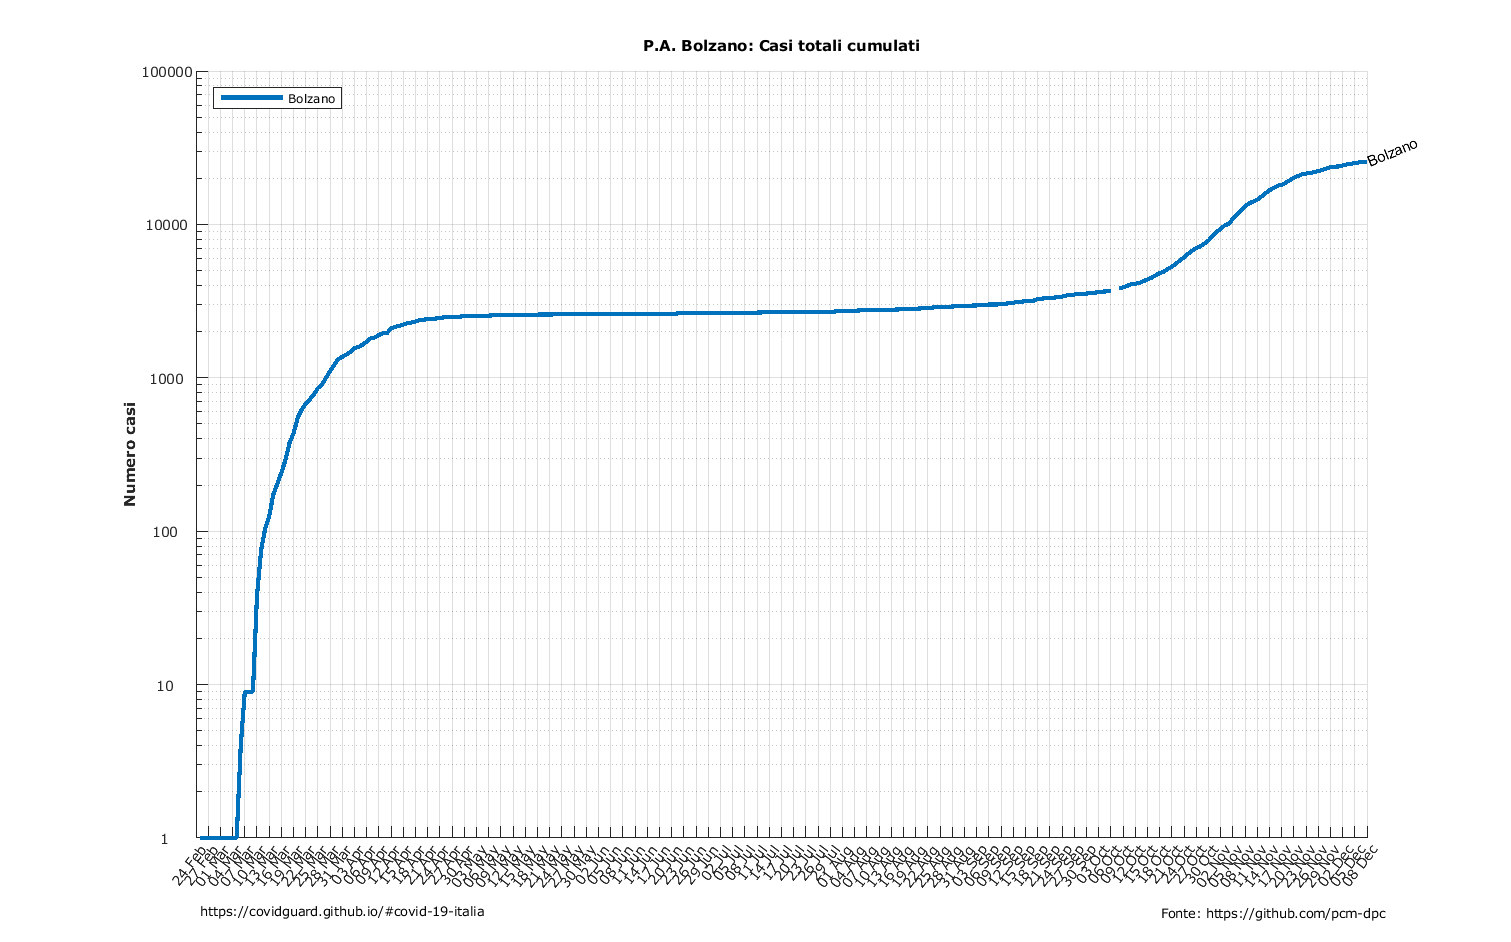 P.A. Bolzano: Casi totali cumulati
Bolzano
100000
10000
1000
100
10
1
Numero casi
Bolzano
24 Feb
27 Feb
01 Mar
04 Mar
07 Mar
10 Mar
13 Mar
16 Mar
19 Mar
22 Mar
25 Mar
28 Mar
31 Mar
03 Apr
06 Apr
09 Apr
12 Apr
15 Apr
18 Apr
21 Apr
24 Apr
27 Apr
30 Apr
03 May
06 May
09 May
12 May
15 May
18 May
21 May
24 May
27 May
30 May
02 Jun
05 Jun
08 Jun
11 Jun
14 Jun
17 Jun
20 Jun
23 Jun
26 Jun
29 Jun
02 Jul
05 Jul
08 Jul
11 Jul
14 Jul
17 Jul
20 Jul
23 Jul
26 Jul
29 Jul
01 Aug
04 Aug
07 Aug
10 Aug
13 Aug
16 Aug
19 Aug
22 Aug
25 Aug
28 Aug
31 Aug
03 Sep
06 Sep
09 Sep
12 Sep
15 Sep
18 Sep
21 Sep
24 Sep
27 Sep
30 Sep
03 Oct
06 Oct
09 Oct
12 Oct
15 Oct
18 Oct
21 Oct
24 Oct
27 Oct
30 Oct
02 Nov
05 Nov
08 Nov
11 Nov
14 Nov
17 Nov
20 Nov
23 Nov
26 Nov
29 Nov
02 Dec
05 Dec
08 Dec
https://covidguard.github.io/#covid-19-italia
Fonte: https://github.com/pcm-dpc